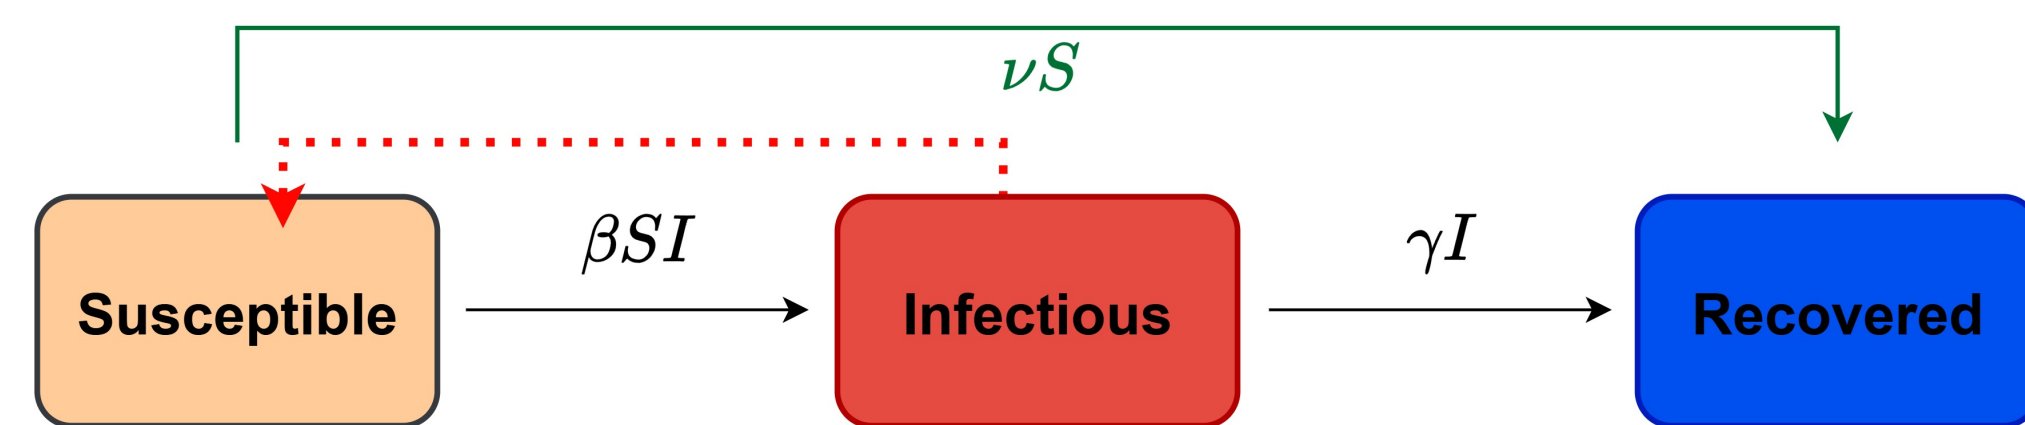 νS
βSI
γI
Susceptible
Infectious
Recovered